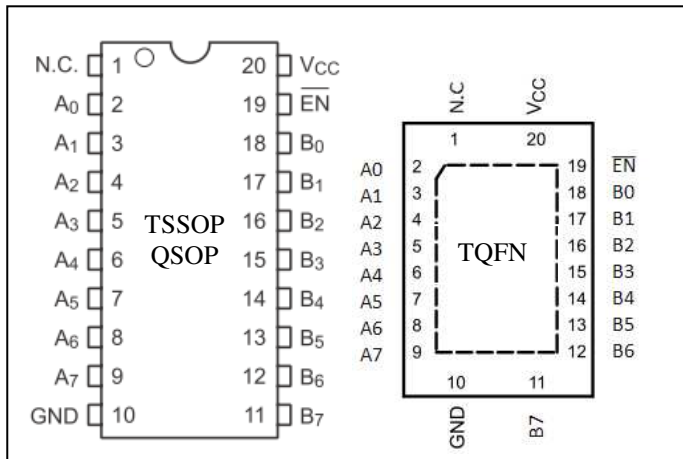 N.C. 1 20 VCC
A0 2 19 EN
A1 3 18 B0
A2 4 17 B1
A3 5 16 B2
A4 6 15 B3
A5 7 14 B4
A6 8 13 B5
A7 9 12 B6
GND 10 11 B7
TSSOP
QSOP
N.C VCC
1 20
A0 2 19 EN
A1 3 18 B0
A2 4 17 B1
A3 5 16 B2
A4 6 15 B3
A5 7 14 B4
A6 8 13 B5
A7 9 12 B6
TQFN
10 11
GND B7